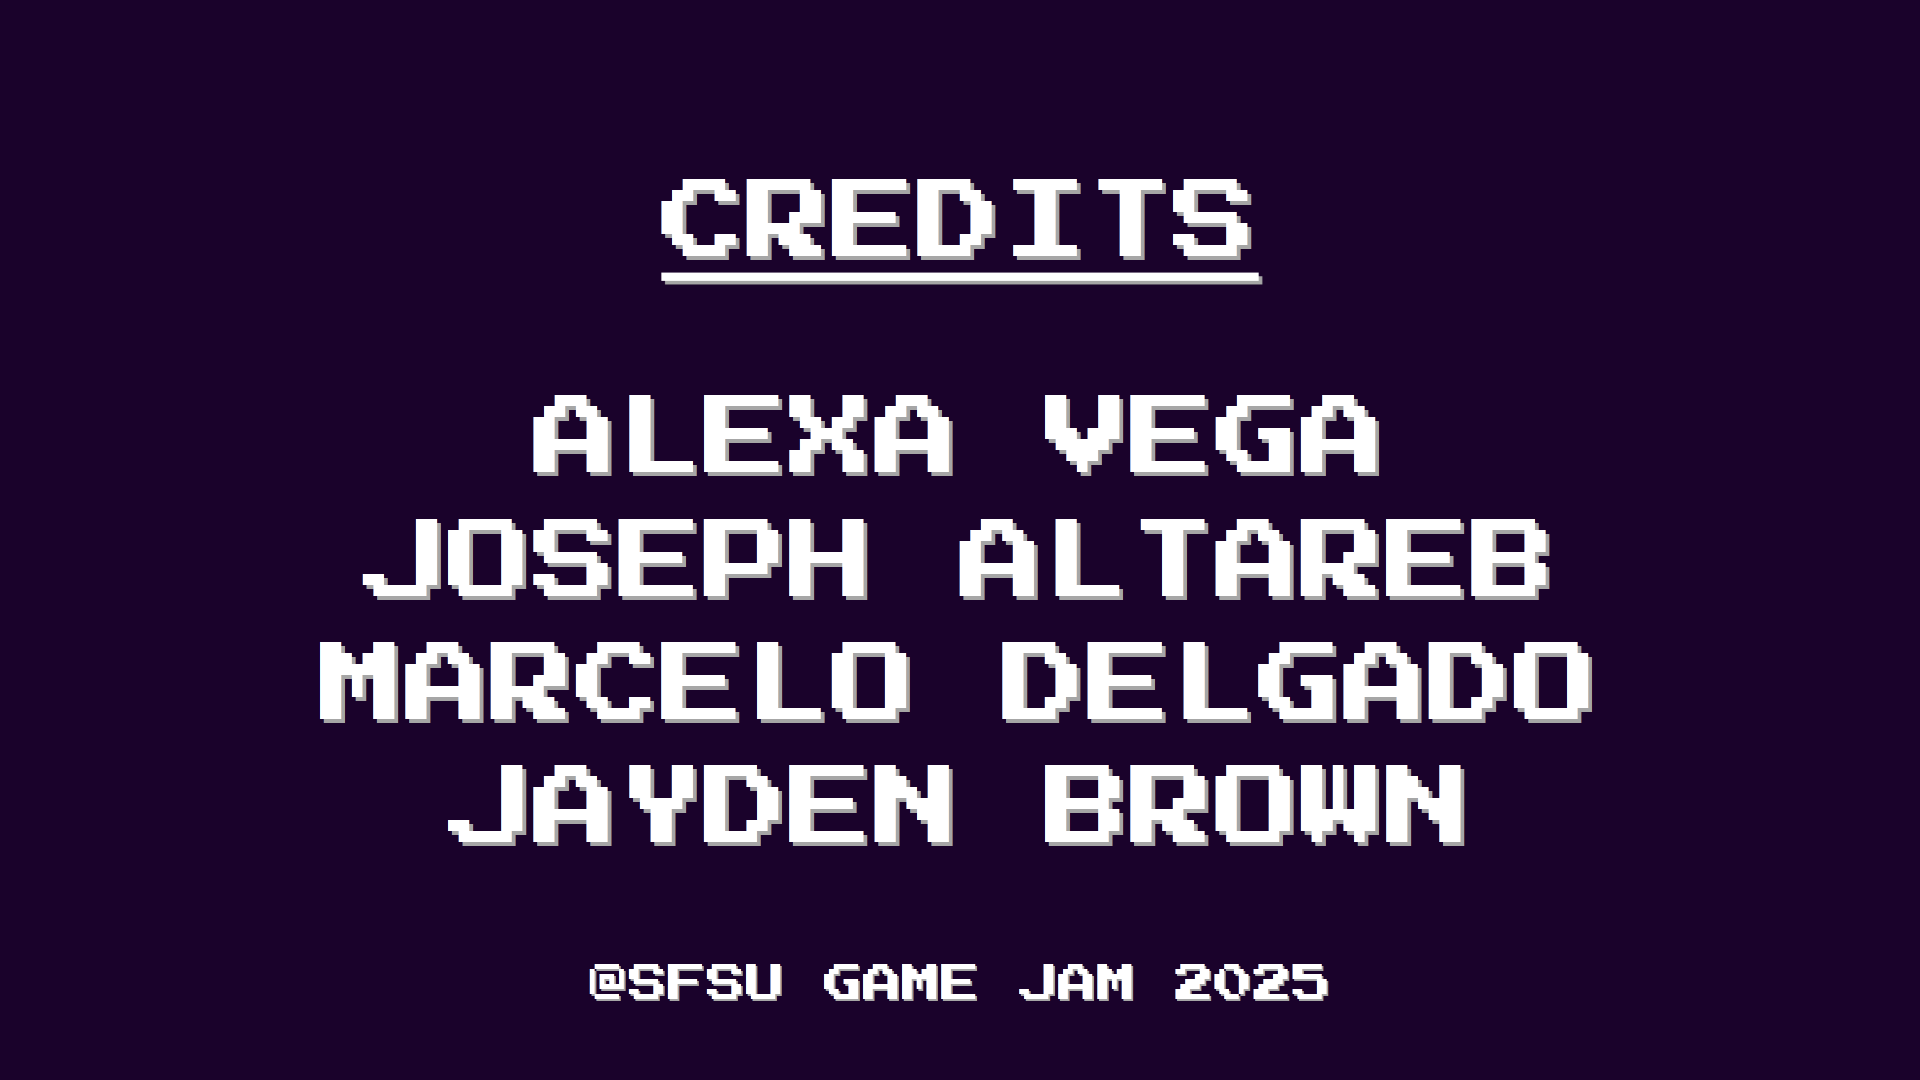 CREDITS
ALEXA VEGA
JOSEPH ALTAREB
MARCELO DELGADO
JAYDEN BROWN
@SFSU GAME JAM 2025